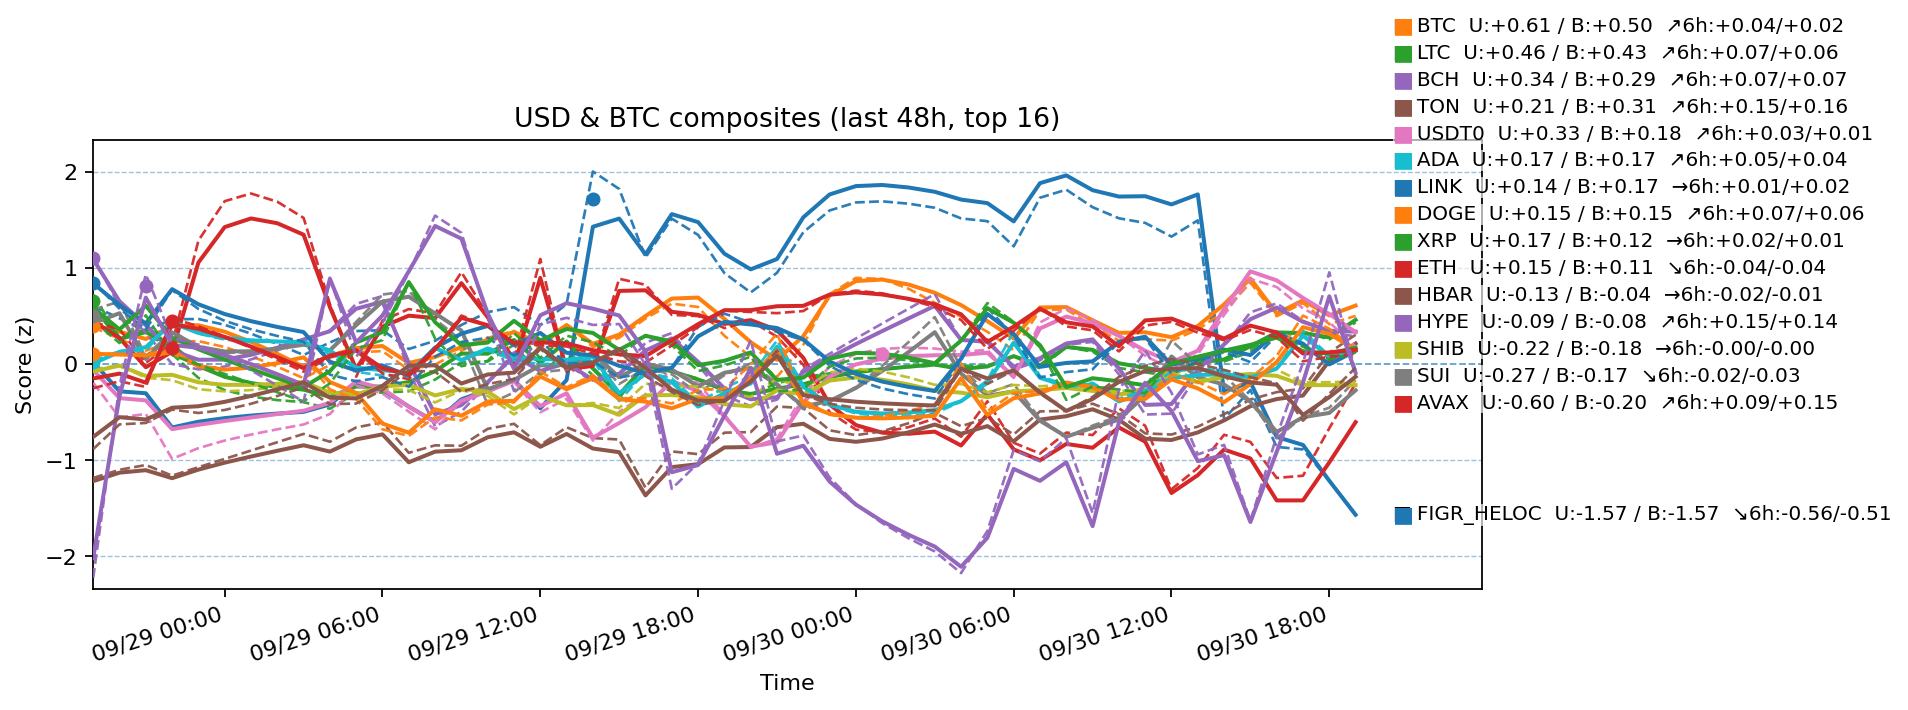 BTC  U:+0.61 / B:+0.50  ↗6h:+0.04/+0.02
LTC  U:+0.46 / B:+0.43  ↗6h:+0.07/+0.06
BCH  U:+0.34 / B:+0.29  ↗6h:+0.07/+0.07
TON  U:+0.21 / B:+0.31  ↗6h:+0.15/+0.16
USDT0  U:+0.33 / B:+0.18  ↗6h:+0.03/+0.01
ADA  U:+0.17 / B:+0.17  ↗6h:+0.05/+0.04
LINK  U:+0.14 / B:+0.17  →6h:+0.01/+0.02
DOGE  U:+0.15 / B:+0.15  ↗6h:+0.07/+0.06
XRP  U:+0.17 / B:+0.12  →6h:+0.02/+0.01
ETH  U:+0.15 / B:+0.11  ↘6h:-0.04/-0.04
HBAR  U:-0.13 / B:-0.04  →6h:-0.02/-0.01
HYPE  U:-0.09 / B:-0.08  ↗6h:+0.15/+0.14
SHIB  U:-0.22 / B:-0.18  →6h:-0.00/-0.00
SUI  U:-0.27 / B:-0.17  ↘6h:-0.02/-0.03
AVAX  U:-0.60 / B:-0.20  ↗6h:+0.09/+0.15
FIGR_HELOC  U:-1.57 / B:-1.57  ↘6h:-0.56/-0.51
USD & BTC composites (last 48h, top 16)
Score (z)
2
1
0
−1
−2
09/29 00:00
09/29 06:00
09/29 12:00
09/29 18:00
09/30 00:00
09/30 06:00
09/30 12:00
09/30 18:00
Time